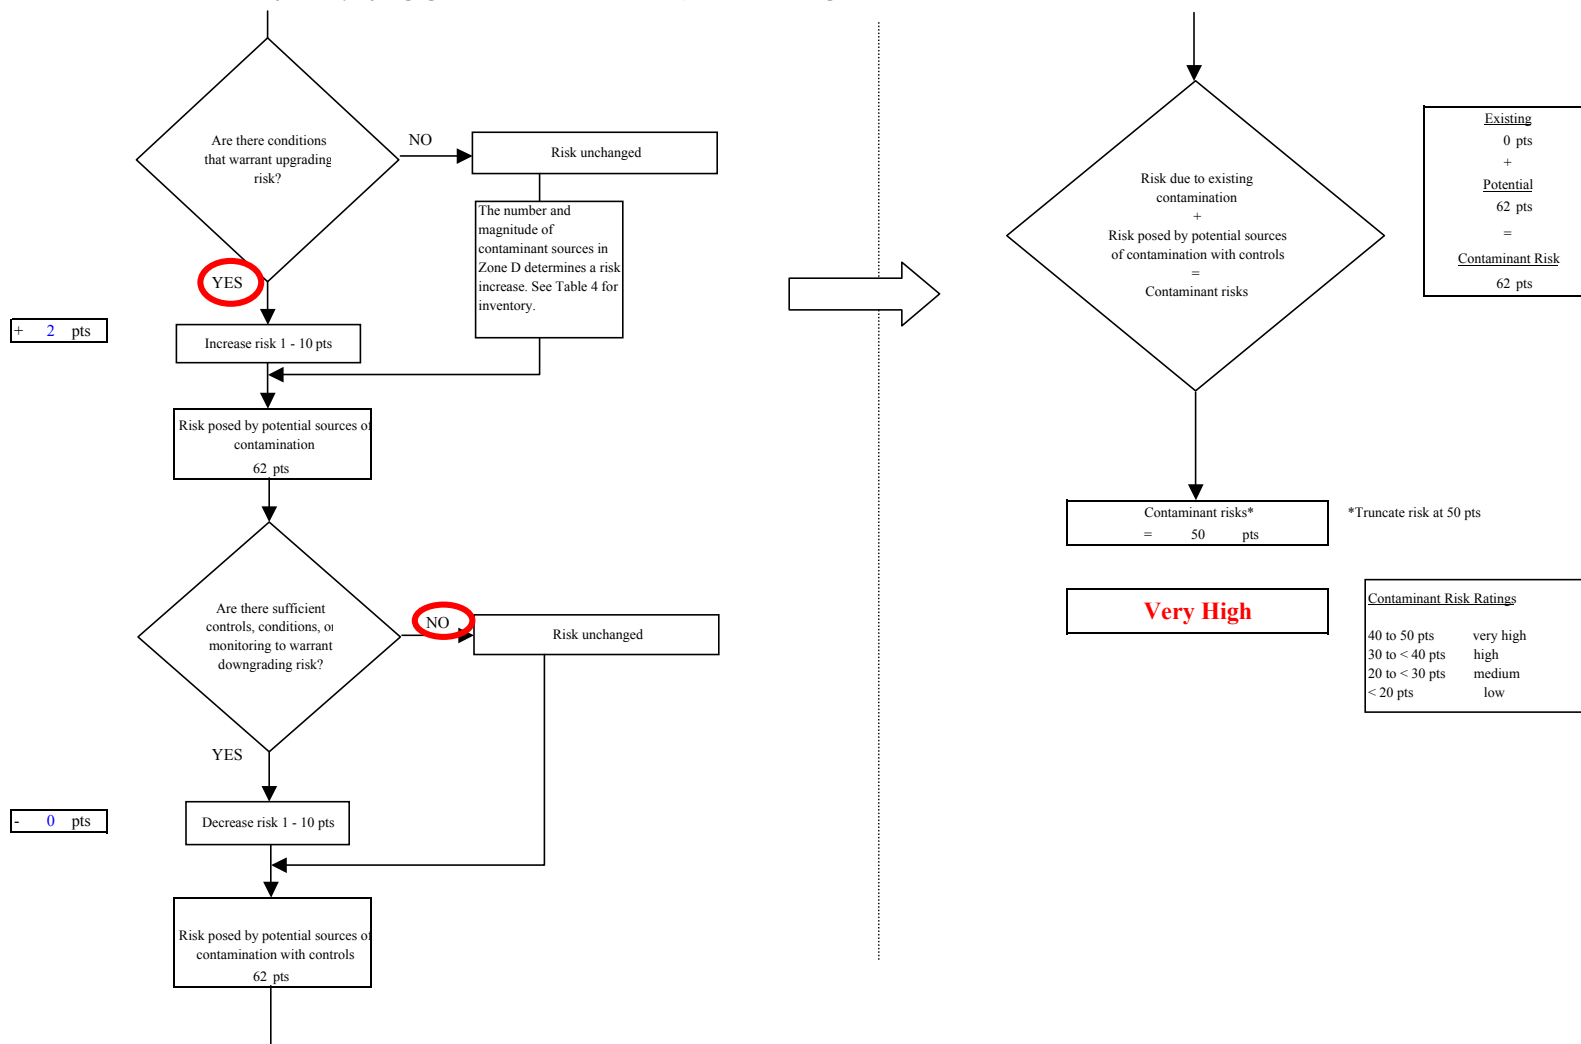 Are there conditions
that warrant upgrading
risk?
NO
Risk unchanged
The number and
magnitude of
contaminant sources in
Zone D determines a risk
increase. See Table 4 for
inventory.
YES
+ 2 pts
Increase risk 1 - 10 pts
Risk posed by potential sources of
contamination
62 pts
Are there sufficient
controls, conditions, or
monitoring to warrant
downgrading risk?
NO
Risk unchanged
YES
- 0 pts
Decrease risk 1 - 10 pts
Risk posed by potential sources of
contamination with controls
62 pts
Risk due to existing
contamination
+
Risk posed by potential sources
of contamination with controls
=
Contaminant risks
Existing
0 pts
+
Potential
62 pts
=
Contaminant Risk
62 pts
Contaminant risks*
= 50 pts
*Truncate risk at 50 pts
Very High
Contaminant Risk Ratings
40 to 50 pts very high
30 to < 40 pts high
20 to < 30 pts medium
< 20 pts low